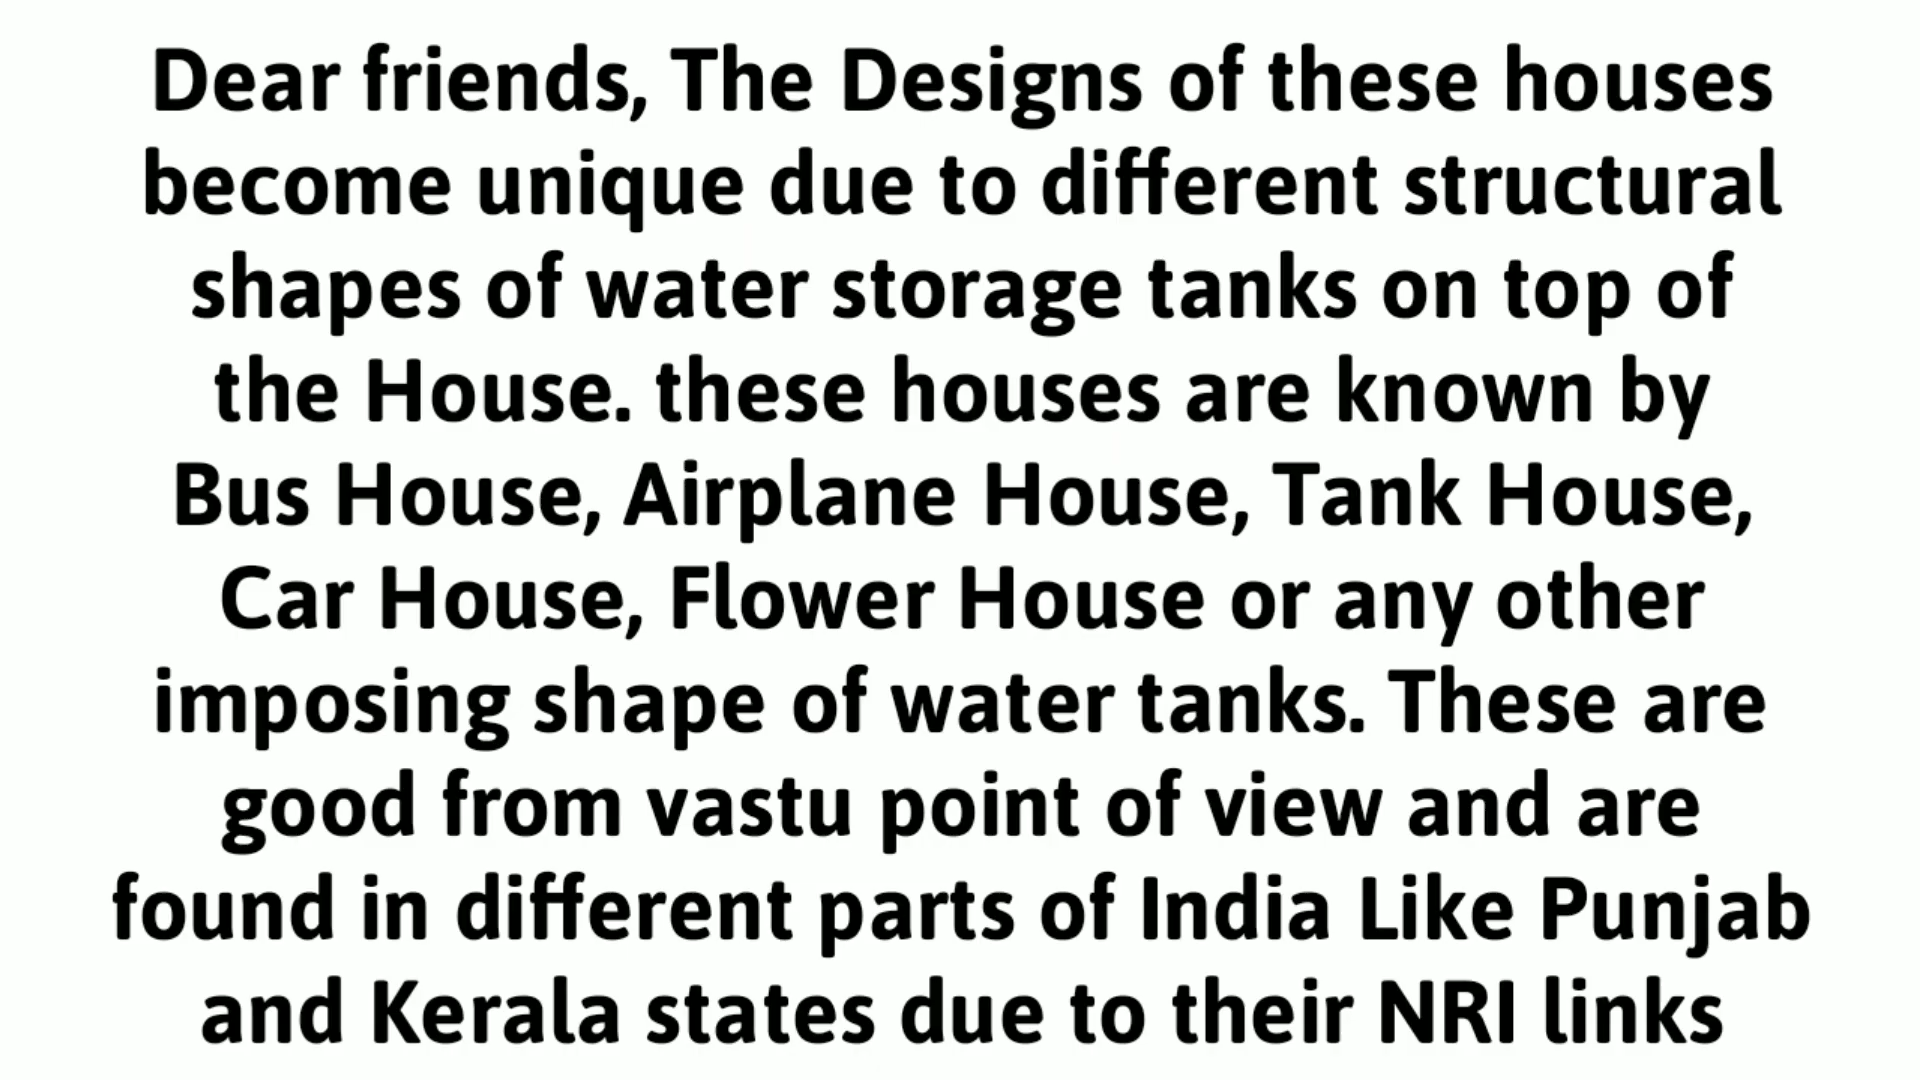 Dear friends, The Designs of these houses
become unique due to different structural
shapes of water storage tanks on top of
the House. these houses are known by
Bus House, Airplane House, Tank House,
Car House, Flower House or any other
imposing shape of water tanks. These are
good from vastu point of view and are
found in different parts of India Like Punjab
and Kerala states due to their NRI links